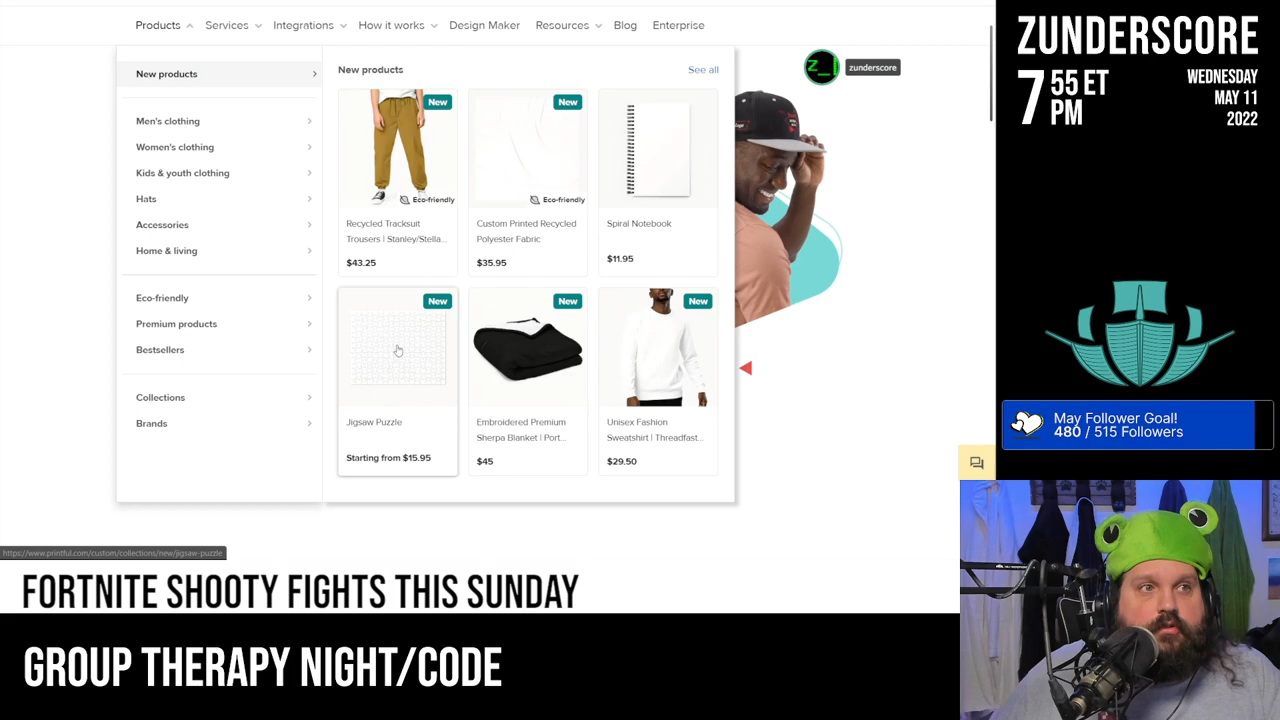 Products
Services
Integrations
How it works
Design Maker
Resources
Blog
Enterprise
New products
Men's clothing
Women's clothing
Kids & youth clothing
Hats
Accessories
Home & living
Eco-friendly
Premium products
Bestsellers
Collections
Brands
New products
See all
New
Eco-friendly
Recycled Tracksuit
Trousers | Stanley/Stella...
$43.25
New
Eco-friendly
Custom Printed Recycled
Polyester Fabric
$35.95
Spiral Notebook
$11.95
New
Jigsaw Puzzle
Starting from $15.95
New
Embroidered Premium
Sherpa Blanket | Port...
$45
New
Unisex Fashion
Sweatshirt | Threadfast...
$29.50
z_
zunderscore
https://www.printful.com/custom/collections/new/jigsaw-puzzle
ZUNDERSCORE
7 55 ET
PM
WEDNESDAY
MAY 11
2022
May Follower Goal!
480 / 515 Followers
FORTNITE SHOOTY FIGHTS THIS SUNDAY
GROUP THERAPY NIGHT/CODE